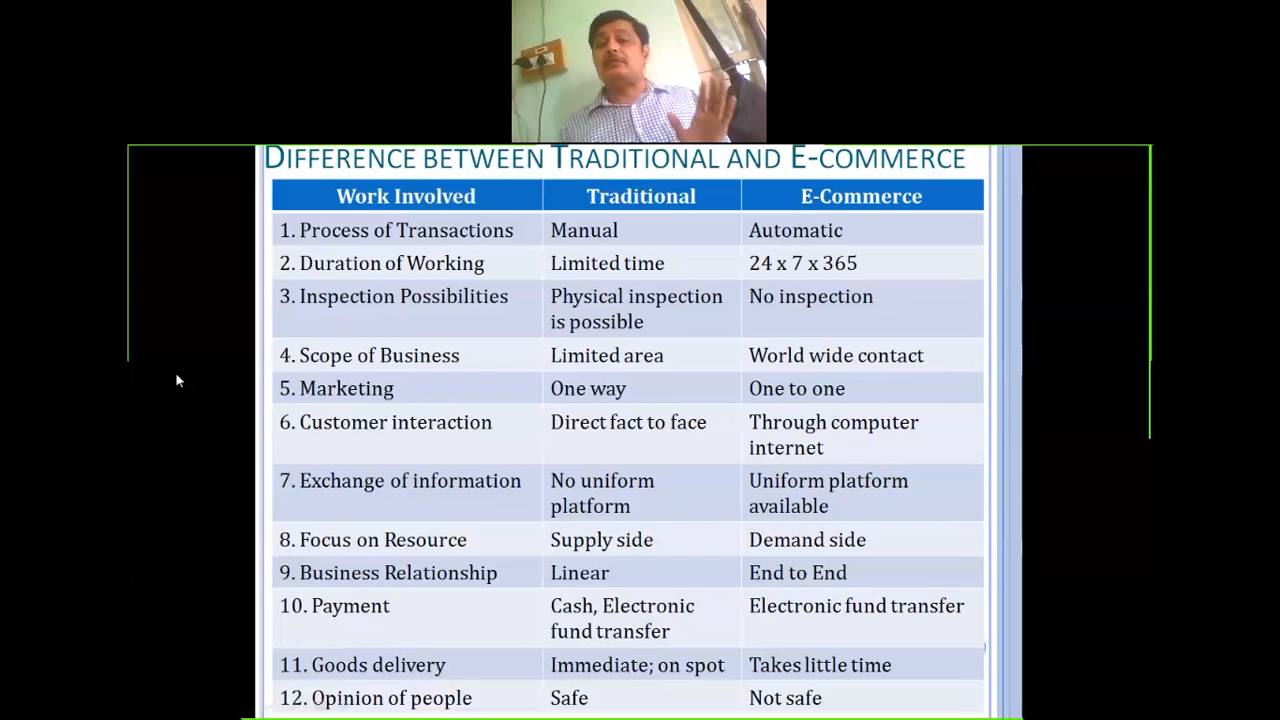 DIFFERENCE BETWEEN TRADITIONAL AND E-COMMERCE
Work Involved Traditional E-Commerce
1. Process of Transactions Manual Automatic
2. Duration of Working Limited time 24 x 7 x 365
3. Inspection Possibilities Physical inspection No inspection
is possible
4. Scope of Business Limited area World wide contact
5. Marketing One way One to one
6. Customer interaction Direct fact to face Through computer
internet
7. Exchange of information No uniform Uniform platform
platform available
8. Focus on Resource Supply side Demand side
9. Business Relationship Linear End to End
10. Payment Cash, Electronic Electronic fund transfer
fund transfer
11. Goods delivery Immediate; on spot Takes little time
12. Opinion of people Safe Not safe